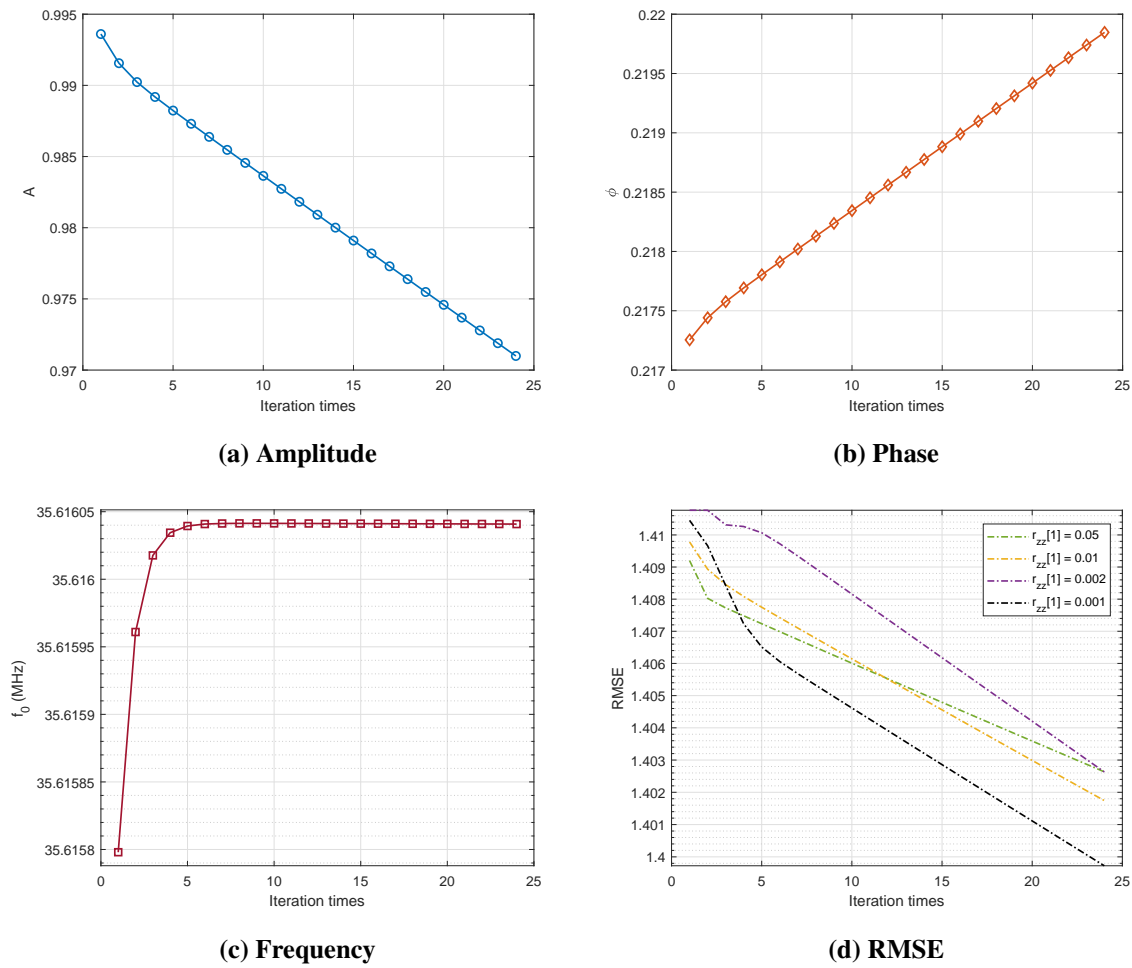 0.995
0.99
0.985
0.98
0.975
0.97
A
0 5 10 15 20 25
Iteration times
(a) Amplitude
0.22
0.2195
0.219
0.2185
0.218
0.2175
0.217
ϕ
0 5 10 15 20 25
Iteration times
(b) Phase
35.61605
35.616
35.61595
35.6159
35.61585
35.6158
f_0 (MHz)
0 5 10 15 20 25
Iteration times
(c) Frequency
1.41
1.409
1.408
1.407
1.406
1.405
1.404
1.403
1.402
1.401
1.4
RMSE
r_zz[1] = 0.05
r_zz[1] = 0.01
r_zz[1] = 0.002
r_zz[1] = 0.001
0 5 10 15 20 25
Iteration times
(d) RMSE